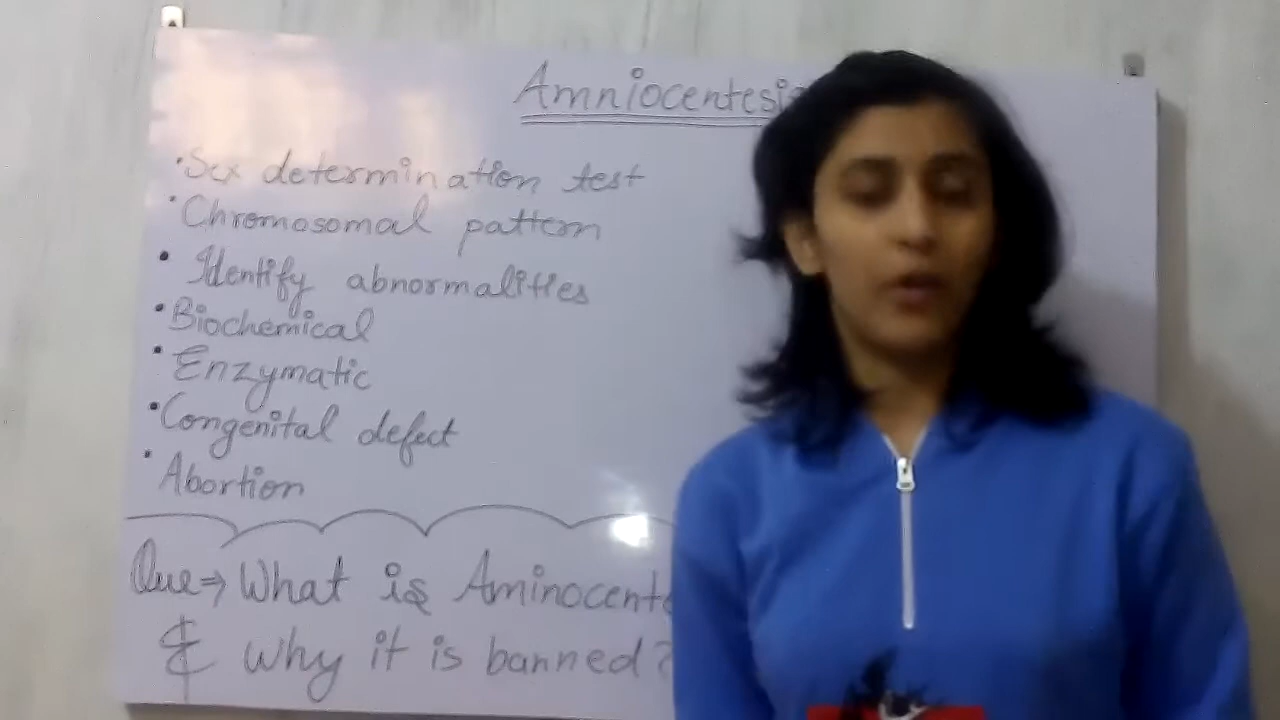 Amniocentesis
• Sex determination test
• Chromosomal pattern
• Identify abnormalities
• Biochemical
• Enzymatic
• Congenital defect
• Abortion
Que → What is Aminocente
& why it is banned?